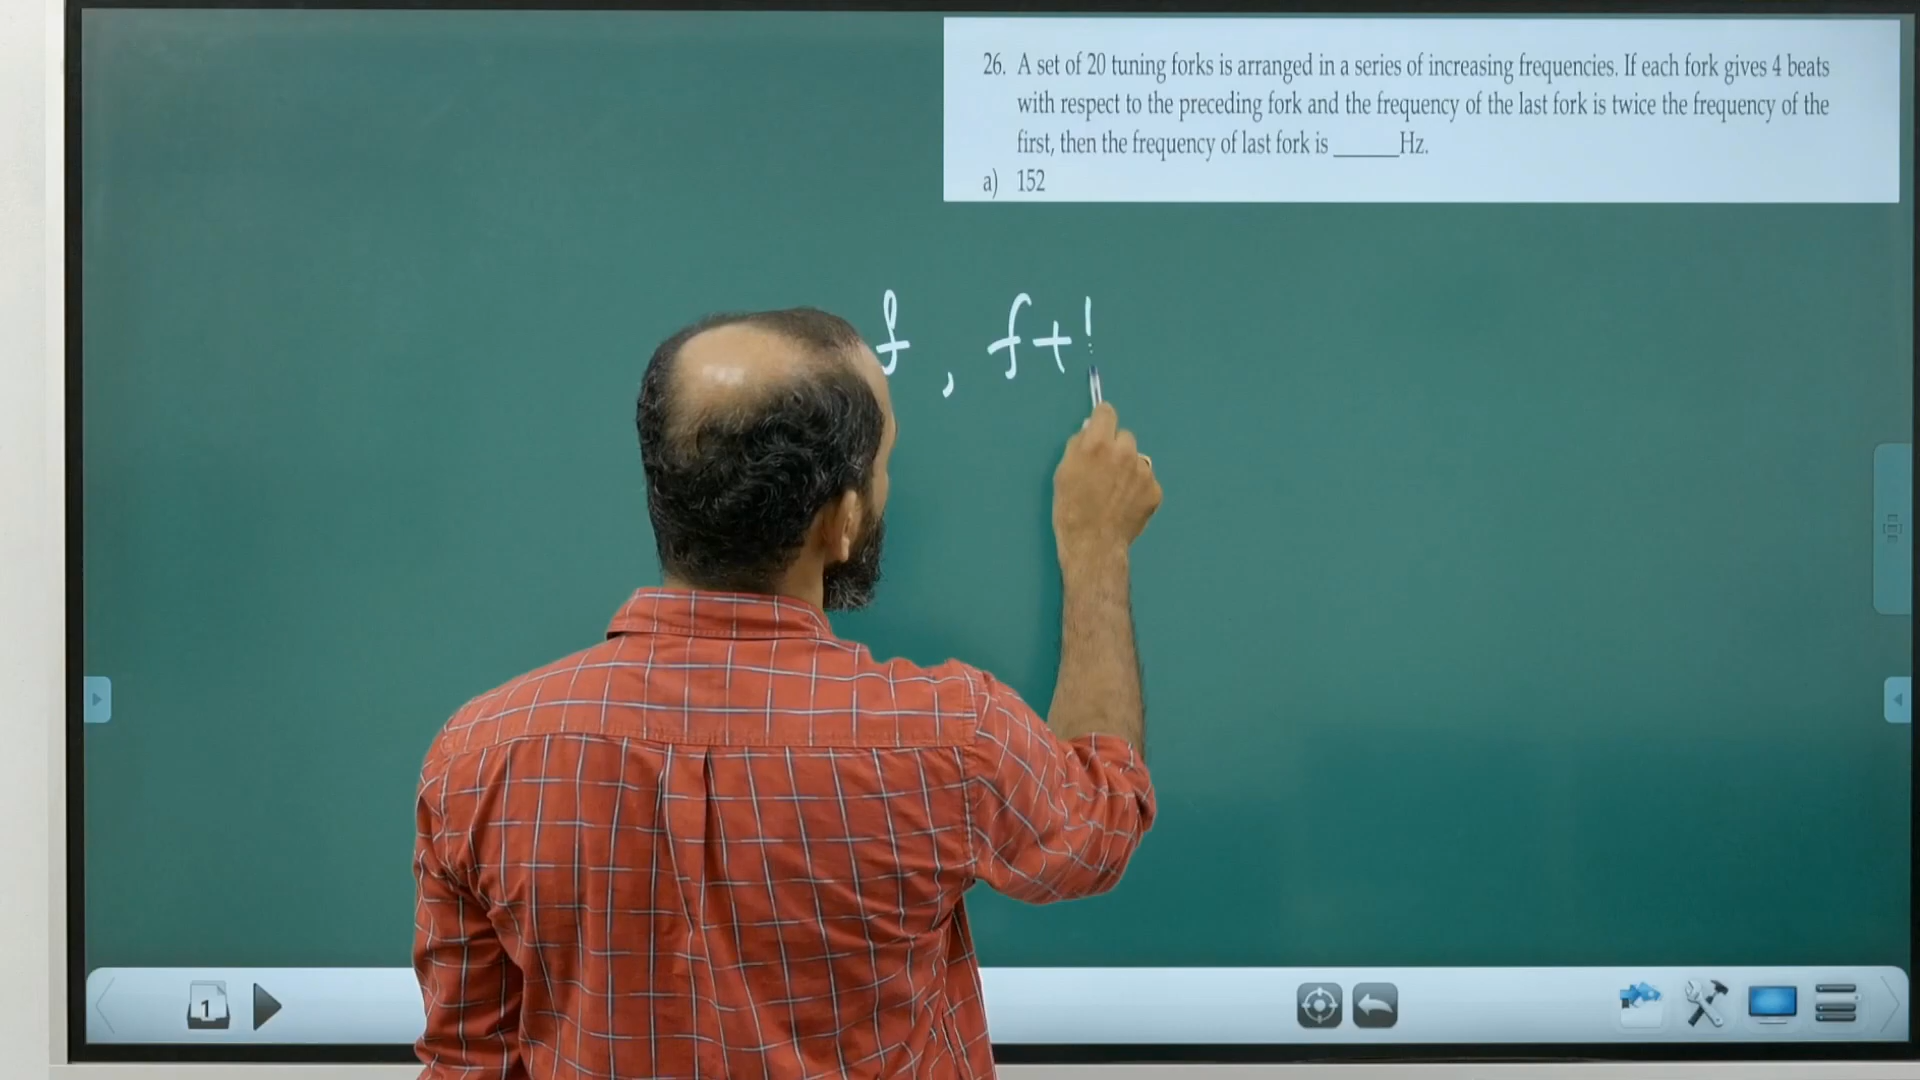 26. A set of 20 tuning forks is arranged in a series of increasing frequencies. If each fork gives 4 beats
with respect to the preceding fork and the frequency of the last fork is twice the frequency of the
first, then the frequency of last fork is ______Hz.
a) 152
f , f+
1